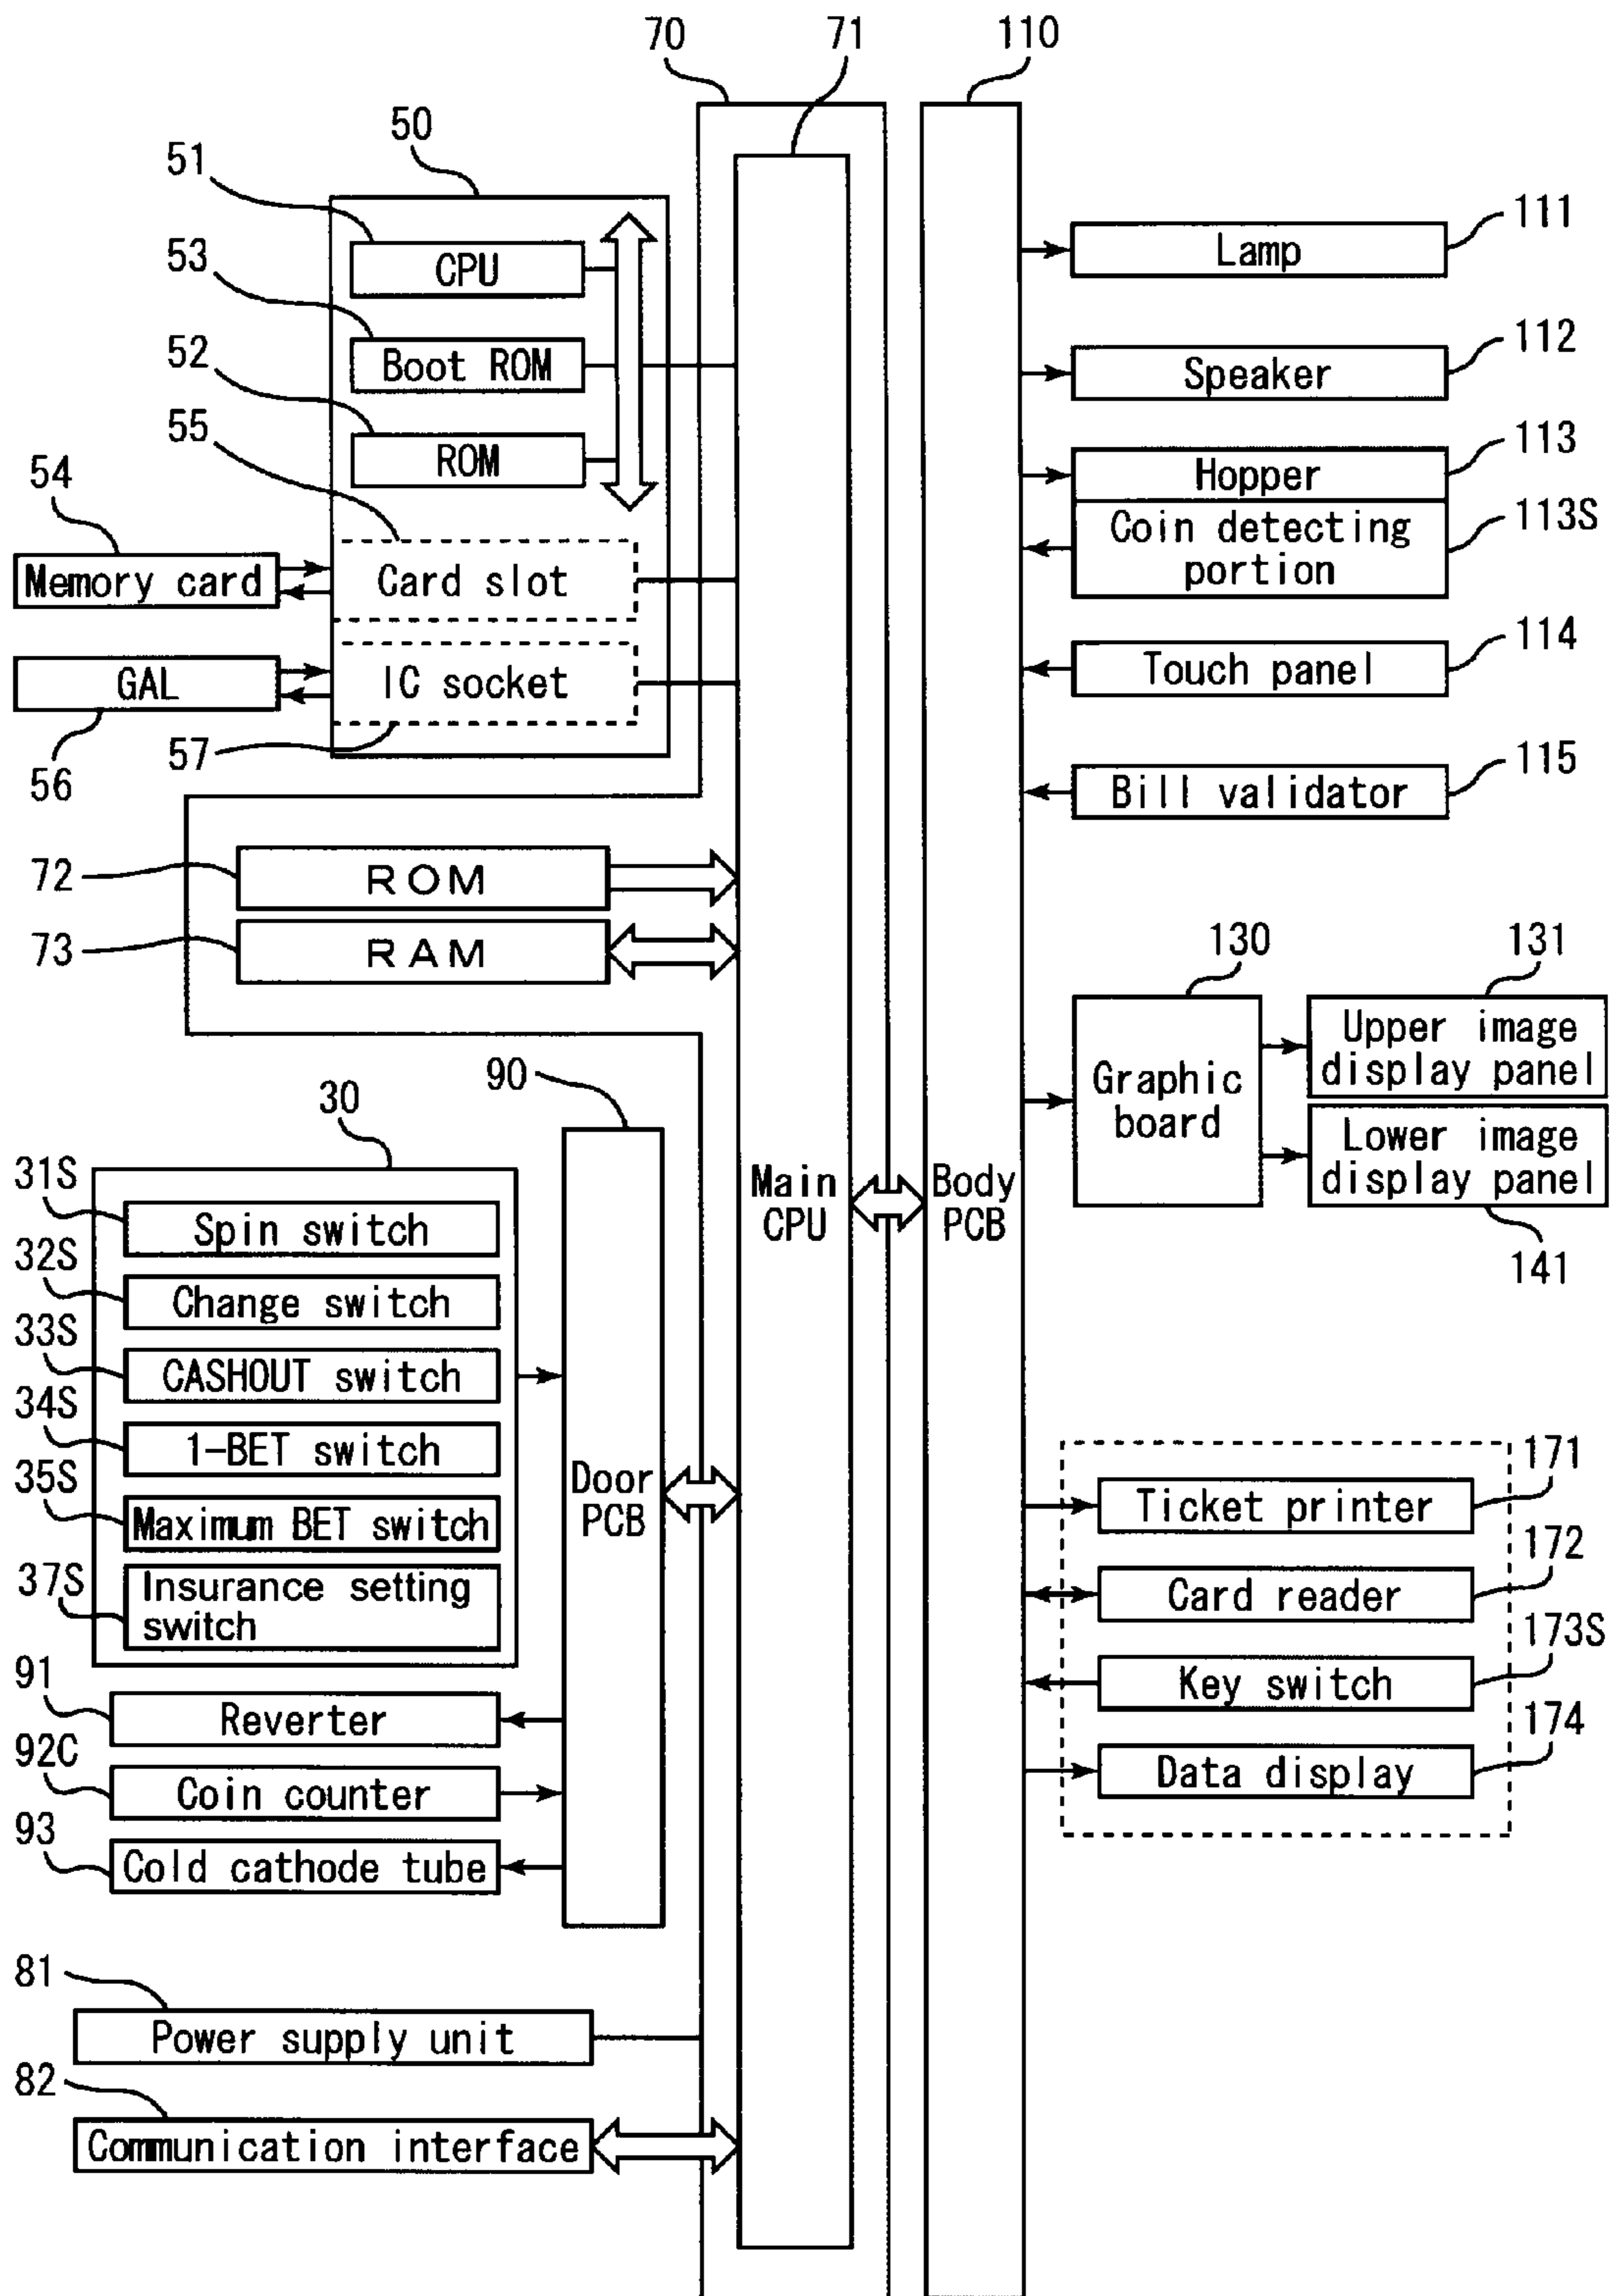 70
71
110
50
51
CPU
53
Boot ROM
52
ROM
55
54
Memory card
Card slot
GAL
IC socket
56
57
72
ROM
73
RAM
Main
CPU
Body
PCB
Lamp
111
Speaker
112
Hopper
113
Coin detecting
portion
113S
Touch panel
114
Bill validator
115
130
Graphic
board
131
Upper image
display panel
Lower image
display panel
141
30
90
31S
Spin switch
32S
Change switch
33S
CASHOUT switch
34S
1-BET switch
35S
Maximum BET switch
37S
Insurance setting
switch
Door
PCB
91
Reverter
92C
Coin counter
93
Cold cathode tube
Ticket printer
171
Card reader
172
Key switch
173S
Data display
174
81
Power supply unit
82
Communication interface